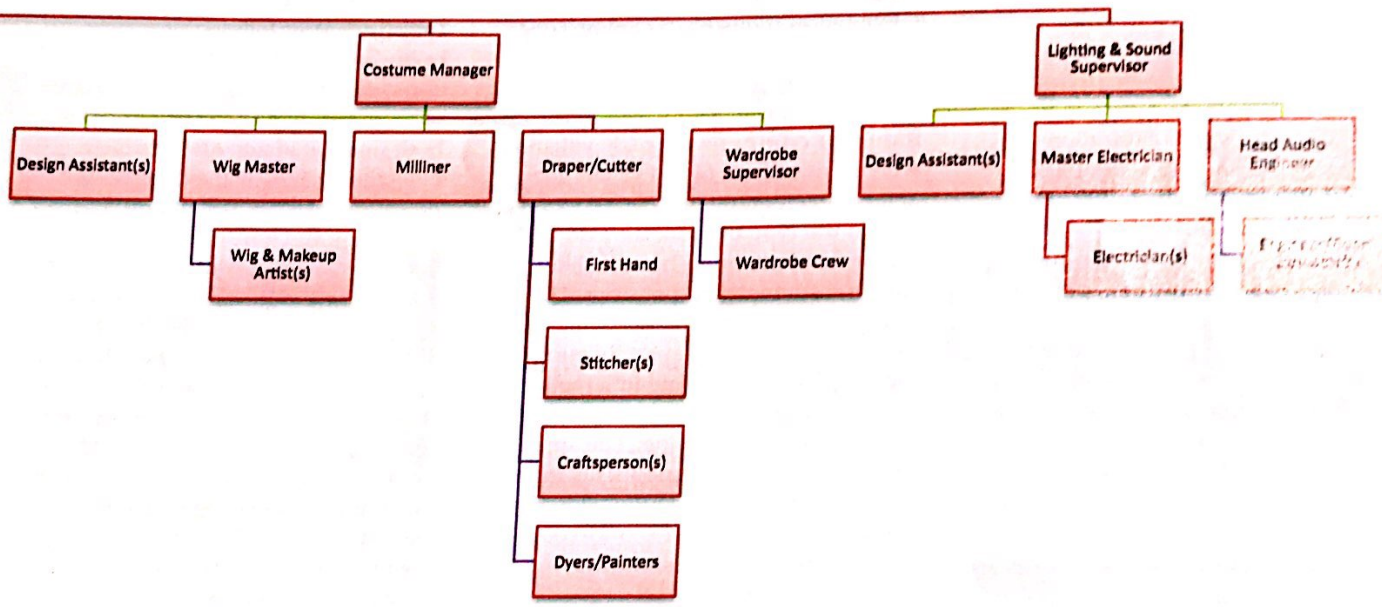 Costume Manager
Lighting & Sound
Supervisor
Design Assistant(s)
Wig Master
Milliner
Draper/Cutter
Wardrobe
Supervisor
Design Assistant(s)
Master Electrician
Head Audio
Engineer
Wig & Makeup
Artist(s)
First Hand
Wardrobe Crew
Electrician(s)
Stitcher(s)
Craftsperson(s)
Dyers/Painters